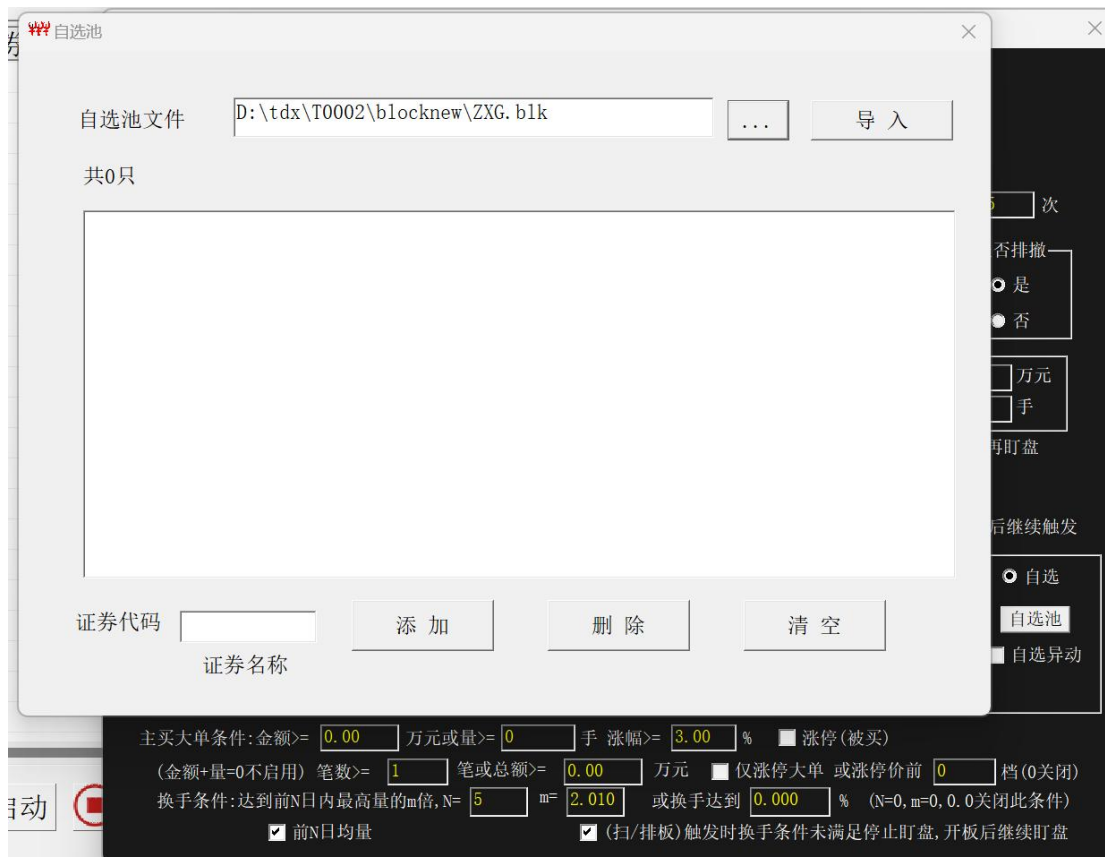 自选池
自选池文件 D:\tdx\T0002\blocknew\ZXG.blk ... 导 入
共0只
次
否排撤
是
否
万元
手
再盯盘
后继续触发
自选
自选池
自选异动
证券代码 添 加 删 除 清 空
证券名称
主买大单条件:金额>= 0.00 万元或量>= 0 手 涨幅>= 3.00 % 涨停(被买)
(金额+量=0不启用) 笔数>= 1 笔或总额>= 0.00 万元 仅涨停大单 或涨停价前 0 档(0关闭)
换手条件:达到前N日内最高量的m倍,N= 5 m= 2.010 或换手达到 0.000 % (N=0,m=0,0.0关闭此条件)
前N日均量 (扫/排板)触发时换手条件未满足停止盯盘,开板后继续盯盘
动